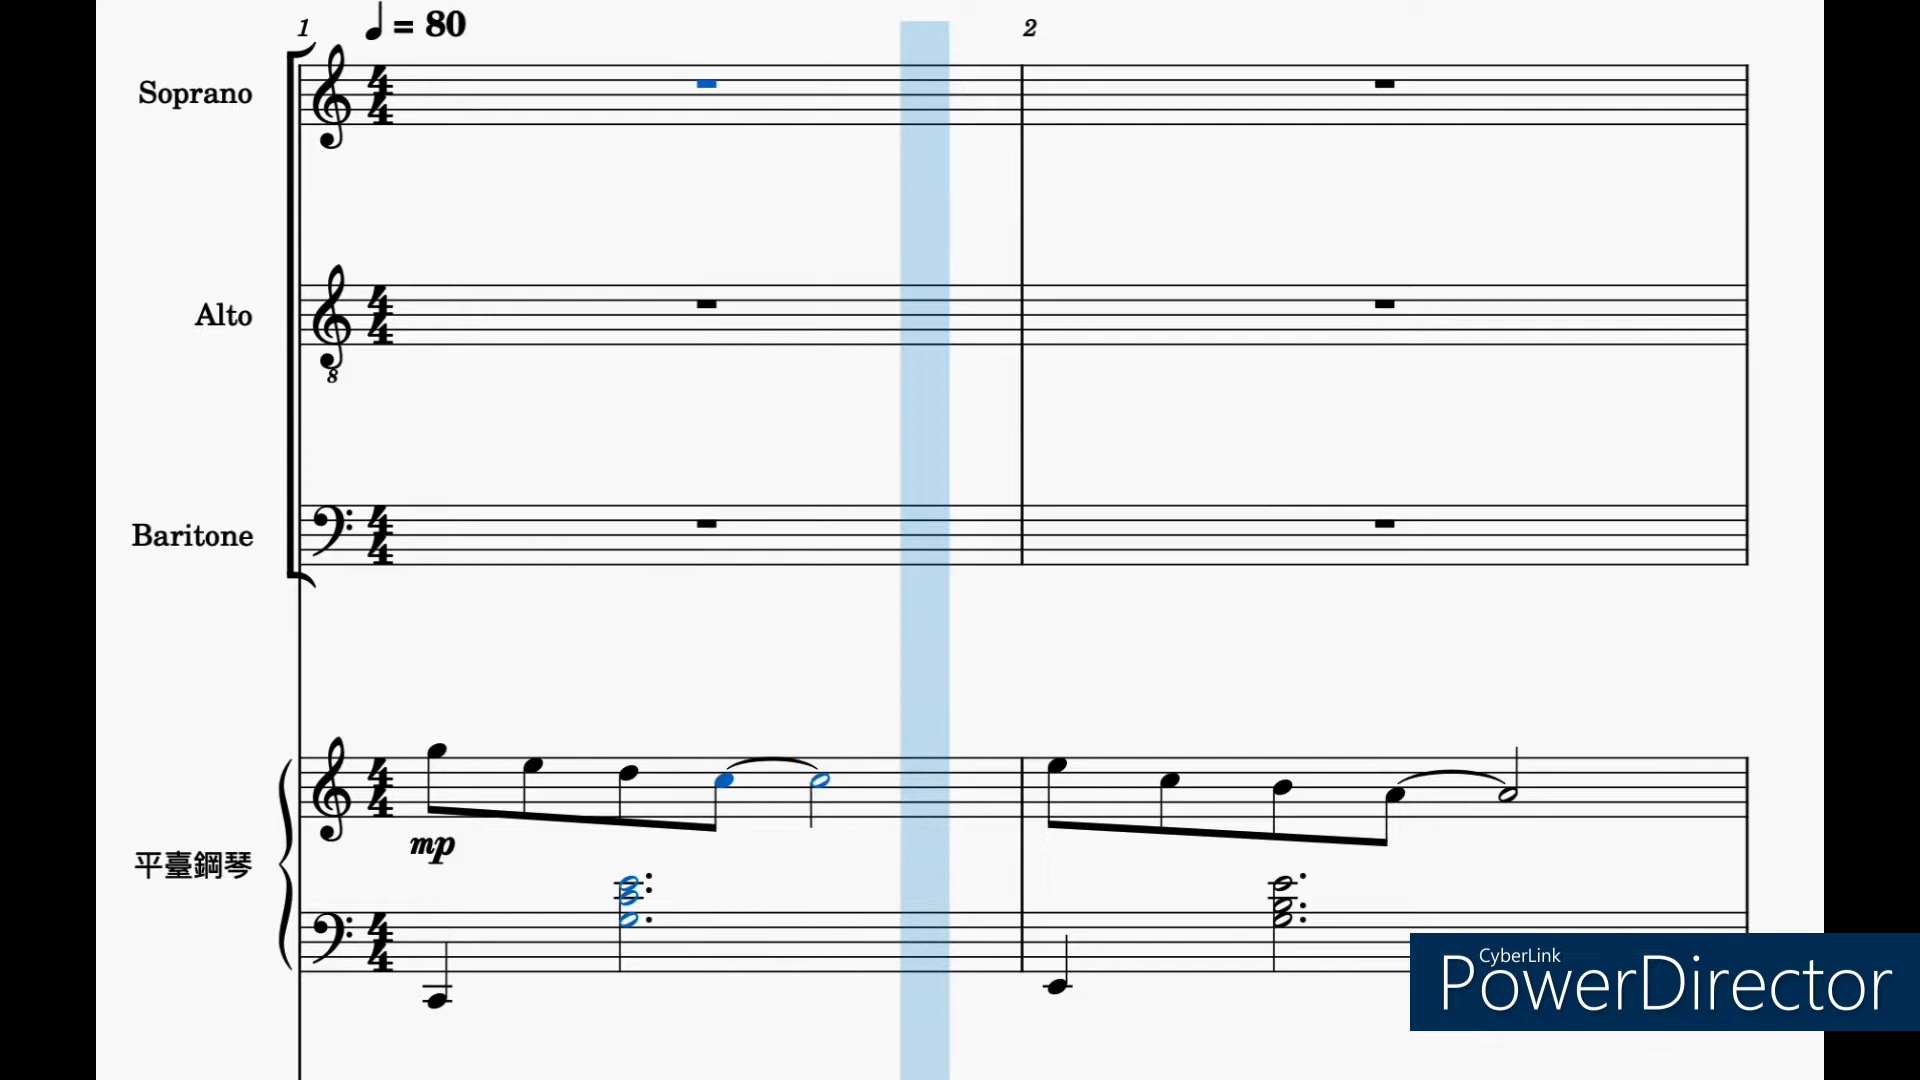 1 ♩ = 80 2
Soprano
Alto
8
Baritone
mp
平臺鋼琴
CyberLink
PowerDirector